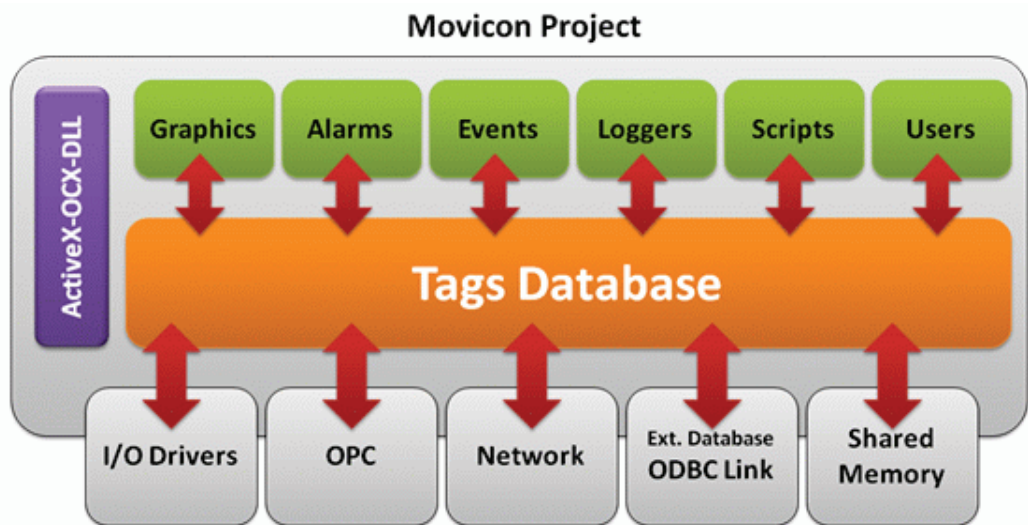 Movicon Project
ActiveX-OCX-DLL
Graphics
Alarms
Events
Loggers
Scripts
Users
Tags Database
I/O Drivers
OPC
Network
Ext. Database
ODBC Link
Shared
Memory